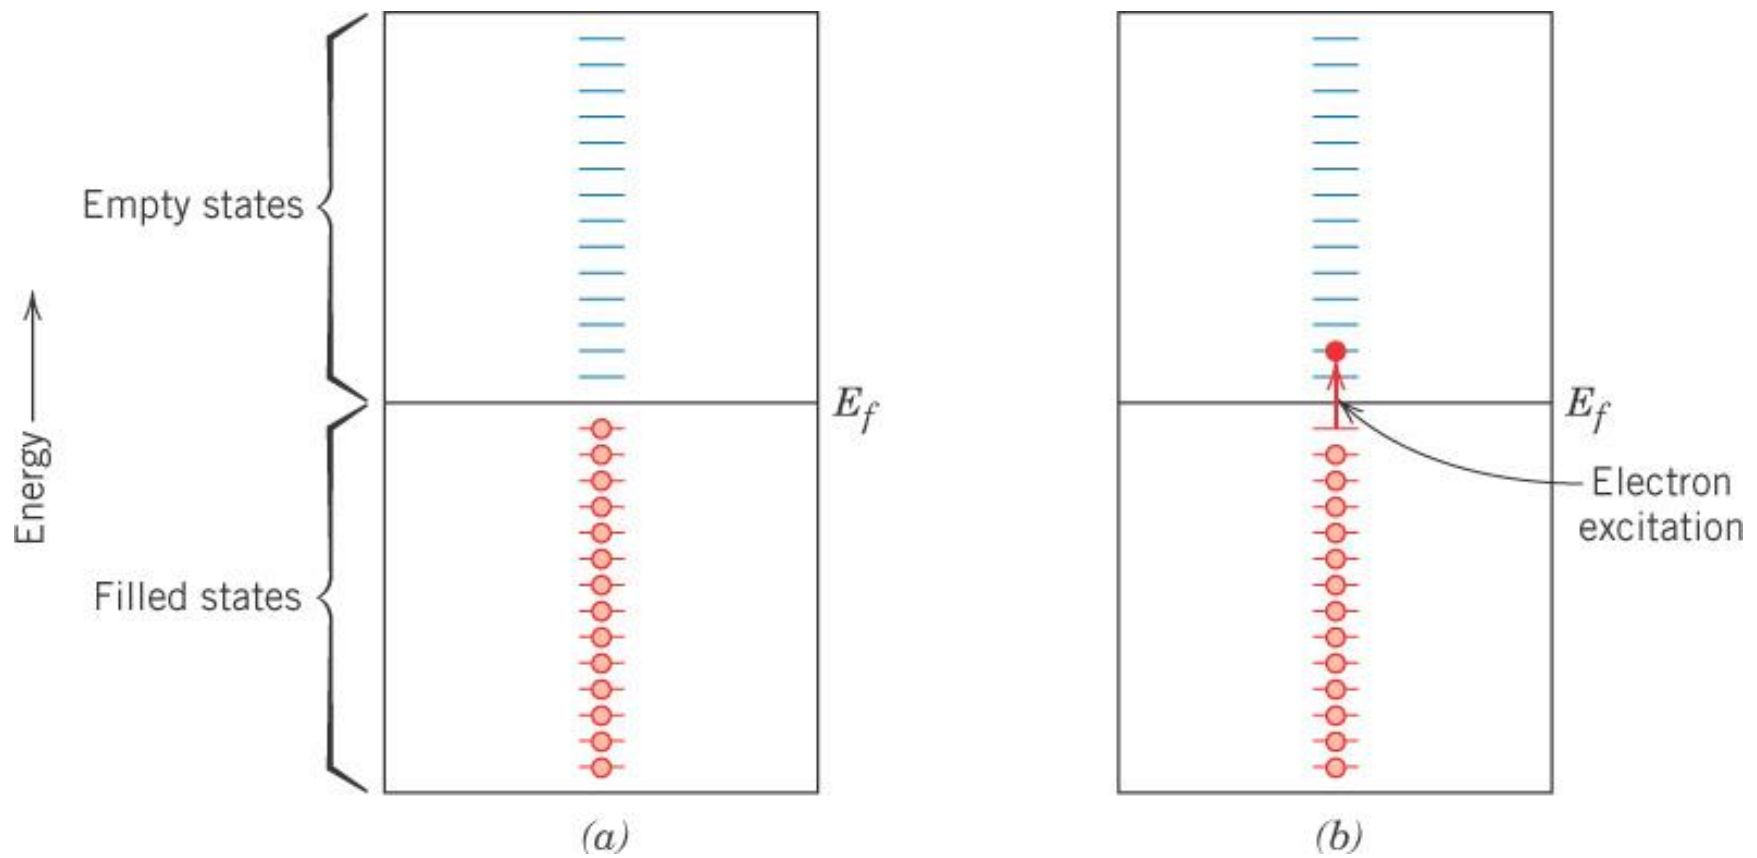 Empty states
Energy
Filled states
E_f
(a)
E_f
Electron
excitation
(b)